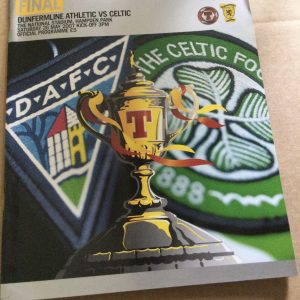 FINAL
DUNFERMLINE ATHLETIC VS CELTIC
THE NATIONAL STADIUM, HAMPDEN PARK
SATURDAY 26 MAY 2007 KICK-OFF 3PM
OFFICIAL PROGRAMME £5
DAFC
THE CELTIC FOO
T
888